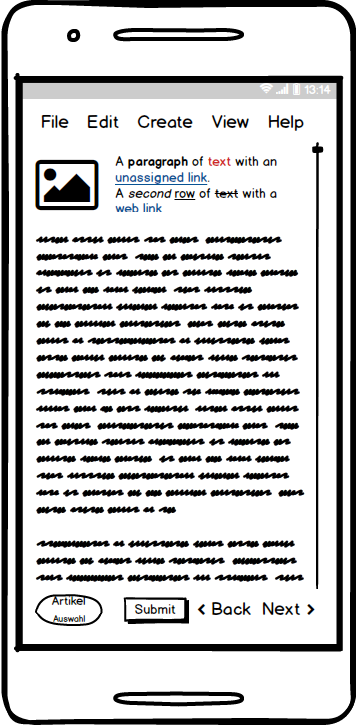 13:14
File Edit Create View Help
A paragraph of text with an
unassigned link.
A second row of text with a
web link
Artikel
Auswahl
Submit
Back Next